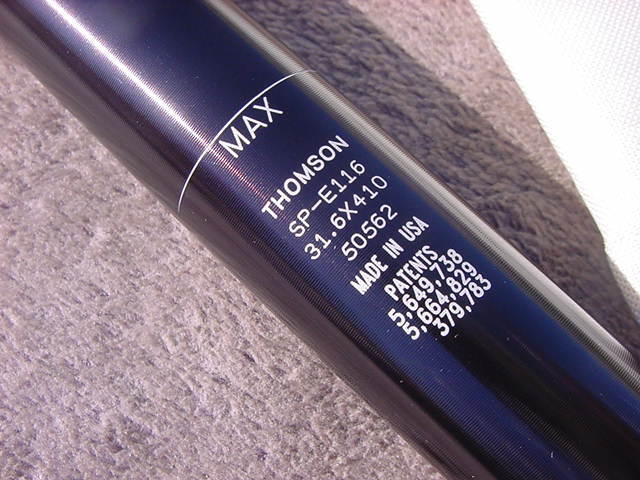 MAX
THOMSON
SP-E116
31.6X410
50562
MADE IN USA
PATENTS
5,649,738
5,664,829
379,783